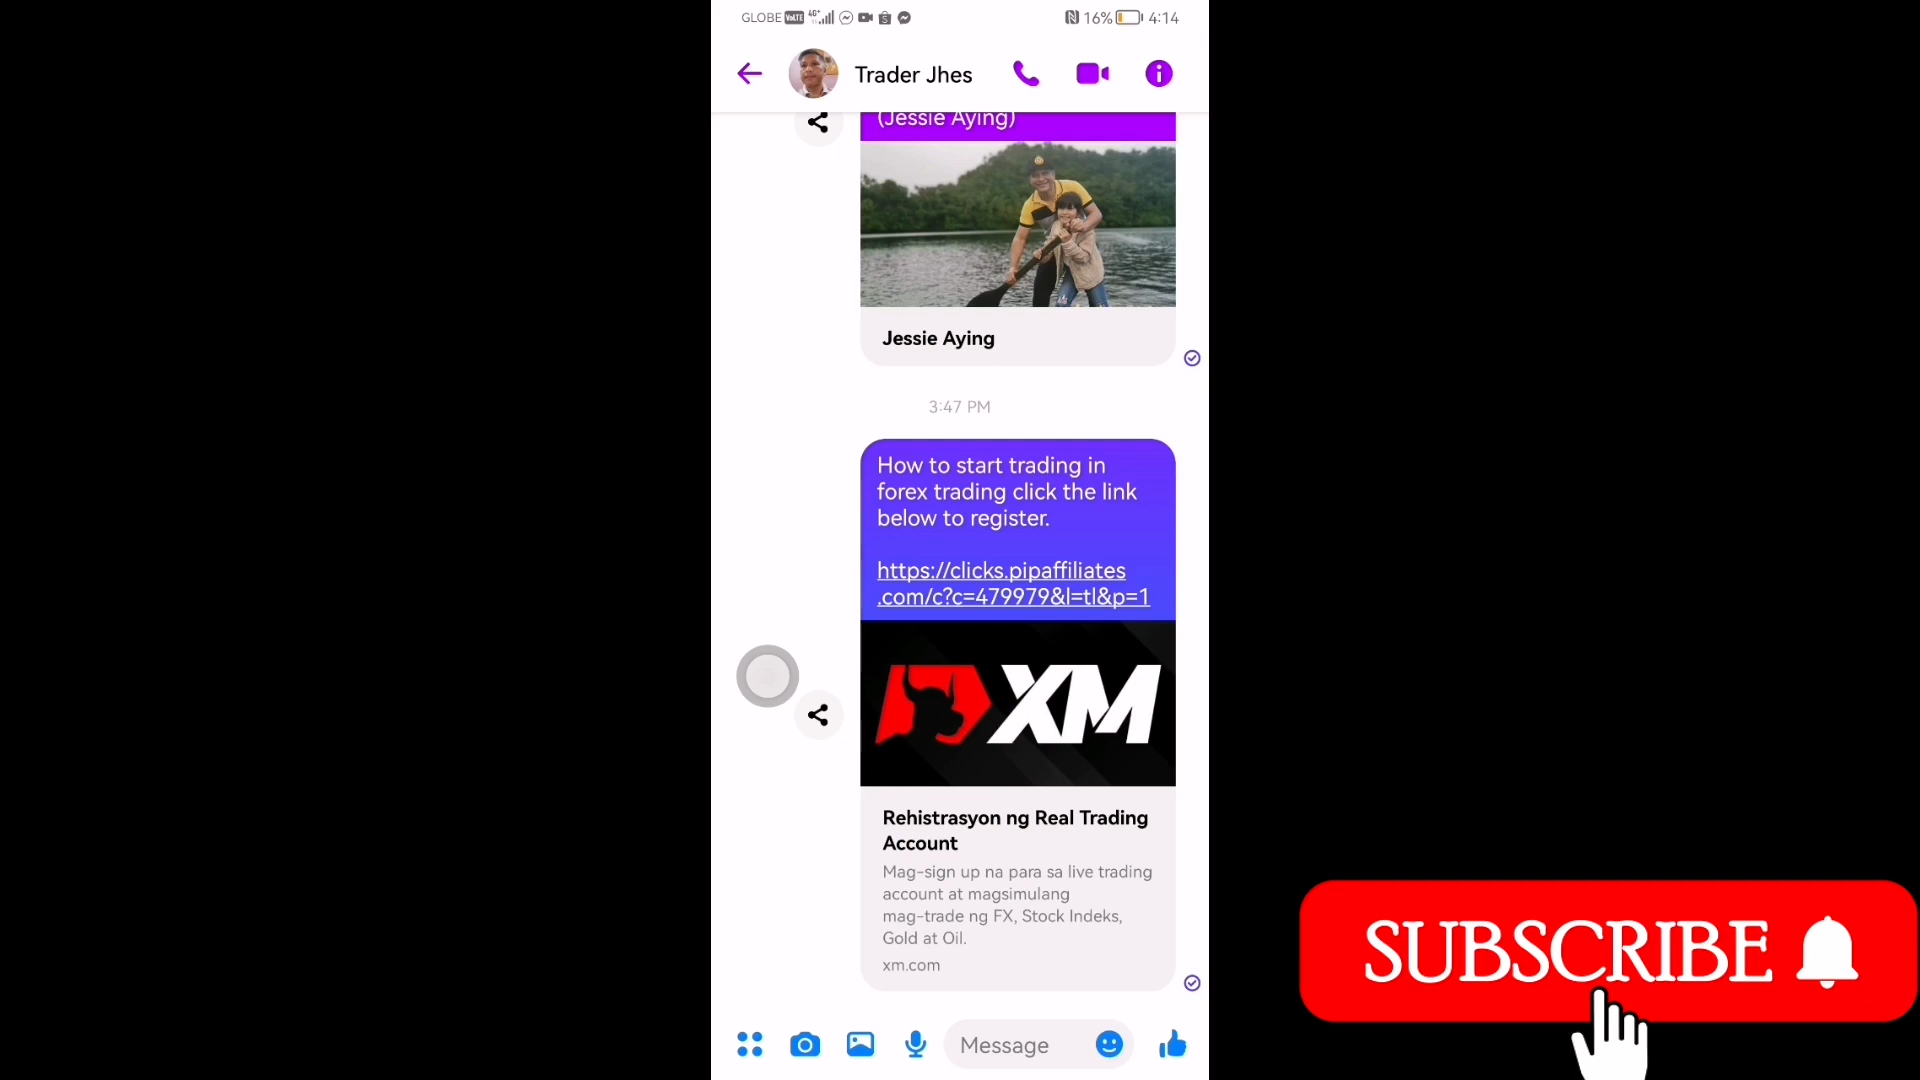 GLOBE VoLTE 4G+ 16% 4:14
Trader Jhes
(Jessie Aying)
Jessie Aying
3:47 PM
How to start trading in
forex trading click the link
below to register.
https://clicks.pipaffiliates
.com/c?c=479979&l=tl&p=1
XM
Rehistrasyon ng Real Trading
Account
Mag-sign up na para sa live trading
account at magsimulang
mag-trade ng FX, Stock Indeks,
Gold at Oil.
xm.com
Message
SUBSCRIBE